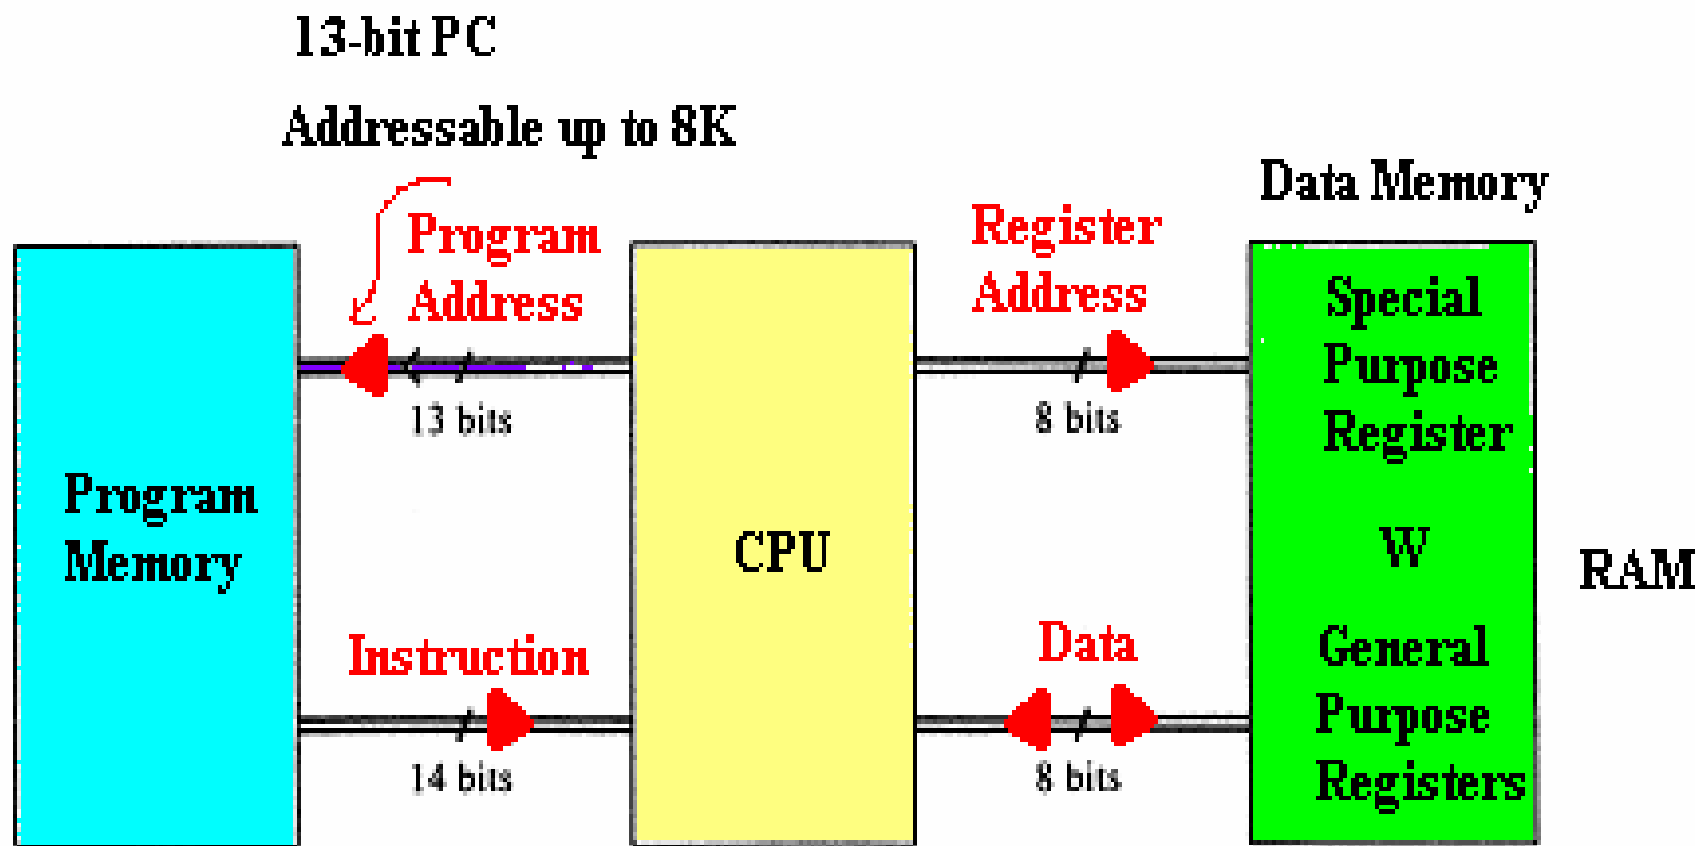 13-bit PC
Addressable up to 8K
Data Memory
Program
Address
Register
Address
13 bits
8 bits
Special
Purpose
Register
Program
Memory
CPU
W
RAM
Instruction
Data
14 bits
8 bits
General
Purpose
Registers